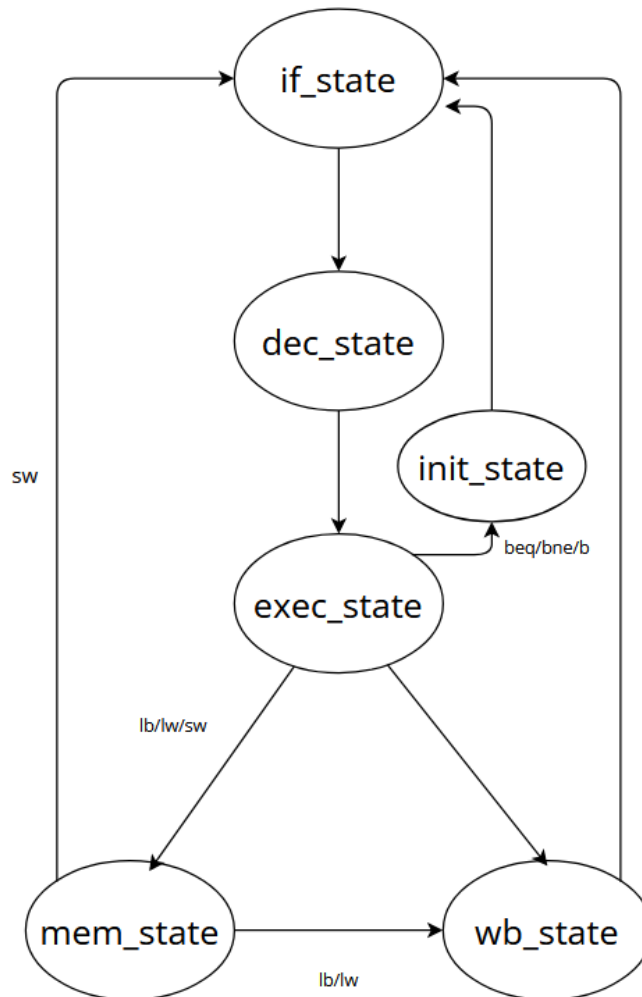 if_state
dec_state
init_state
sw
beq/bne/b
exec_state
lb/lw/sw
mem_state
wb_state
lb/lw